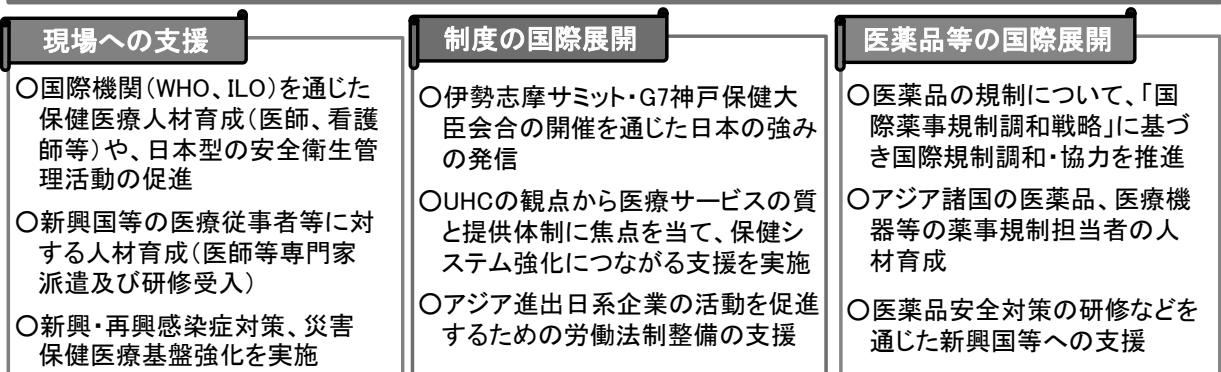 現場への支援
○国際機関(WHO、ILO)を通じた
保健医療人材育成(医師、看護
師等)や、日本型の安全衛生管
理活動の促進
○新興国等の医療従事者等に対
する人材育成(医師等専門家
派遣及び研修受入)
○新興・再興感染症対策、災害
保健医療基盤強化を実施
制度の国際展開
○伊勢志摩サミット・G7神戸保健大
臣会合の開催を通じた日本の強み
の発信
○UHCの観点から医療サービスの質
と提供体制に焦点を当て、保健シ
ステム強化につながる支援を実施
○アジア進出日系企業の活動を促進
するための労働法制整備の支援
医薬品等の国際展開
○医薬品の規制について、「国
際薬事規制調和戦略」に基づ
き国際規制調和・協力を推進
○アジア諸国の医薬品、医療機
器等の薬事規制担当者の人
材育成
○医薬品安全対策の研修などを
通じた新興国等への支援